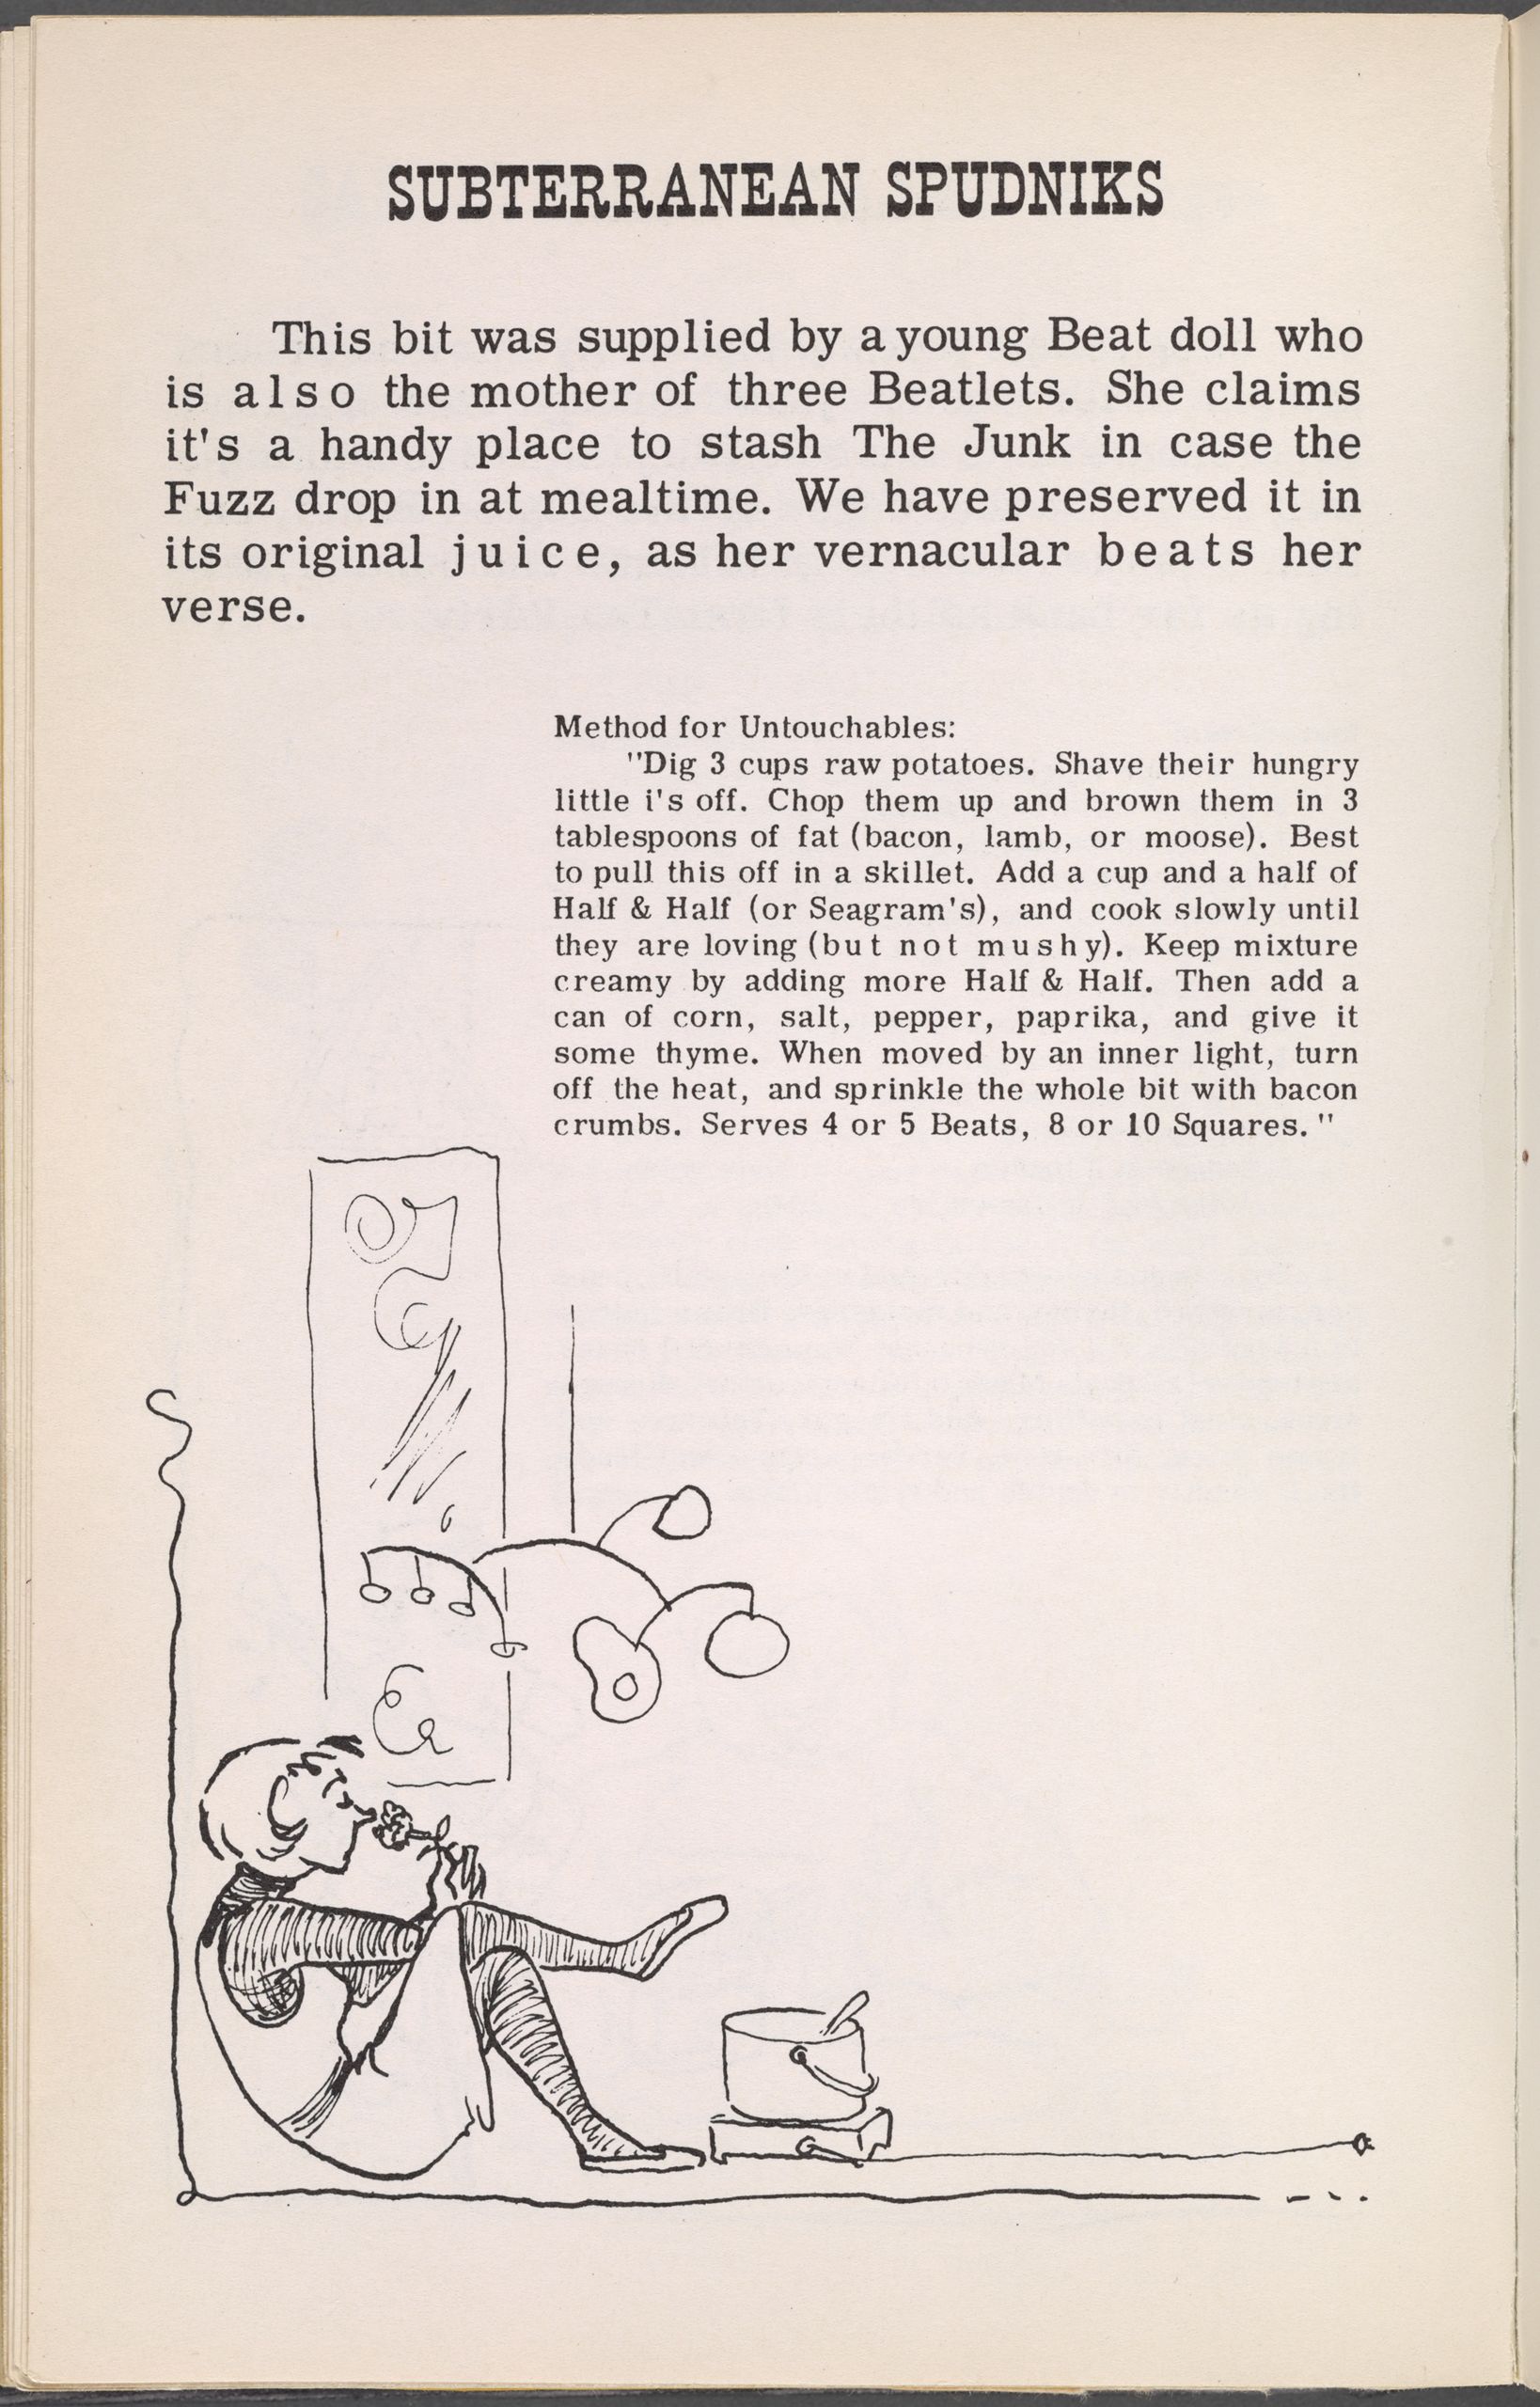 SUBTERRANEAN SPUDNIKS
This bit was supplied by a young Beat doll who
is also the mother of three Beatlets. She claims
it's a handy place to stash The Junk in case the
Fuzz drop in at mealtime. We have preserved it in
its original juice, as her vernacular beats her
verse.
Method for Untouchables:
"Dig 3 cups raw potatoes. Shave their hungry
little i's off. Chop them up and brown them in 3
tablespoons of fat (bacon, lamb, or moose). Best
to pull this off in a skillet. Add a cup and a half of
Half & Half (or Seagram's), and cook slowly until
they are loving (but not mushy). Keep mixture
creamy by adding more Half & Half. Then add a
can of corn, salt, pepper, paprika, and give it
some thyme. When moved by an inner light, turn
off the heat, and sprinkle the whole bit with bacon
crumbs. Serves 4 or 5 Beats, 8 or 10 Squares."